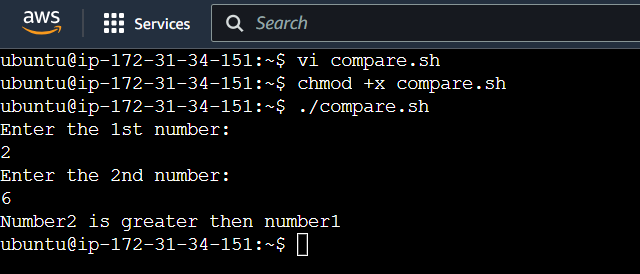 aws Services Search
ubuntu@ip-172-31-34-151:~$ vi compare.sh
ubuntu@ip-172-31-34-151:~$ chmod +x compare.sh
ubuntu@ip-172-31-34-151:~$ ./compare.sh
Enter the 1st number:
2
Enter the 2nd number:
6
Number2 is greater then number1
ubuntu@ip-172-31-34-151:~$